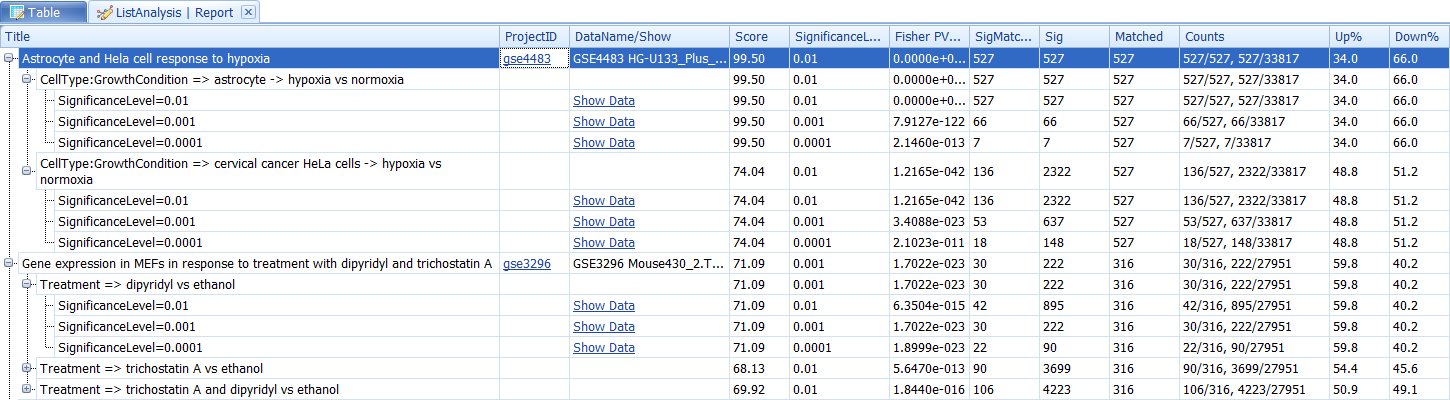 Table ListAnalysis | Report
Title ProjectID DataName/Show Score SignificanceL... Fisher PV... SigMatc... Sig Matched Counts Up% Down%
Astrocyte and Hela cell response to hypoxia gse4483 GSE4483 HG-U133_Plus_... 99.50 0.01 0.0000e+0... 527 527 527 527/527, 527/33817 34.0 66.0
CellType:GrowthCondition => astrocyte -> hypoxia vs normoxia 99.50 0.01 0.0000e+0... 527 527 527 527/527, 527/33817 34.0 66.0
SignificanceLevel=0.01 Show Data 99.50 0.01 0.0000e+0... 527 527 527 527/527, 527/33817 34.0 66.0
SignificanceLevel=0.001 Show Data 99.50 0.001 7.9127e-122 66 66 527 66/527, 66/33817 34.0 66.0
SignificanceLevel=0.0001 Show Data 99.50 0.0001 2.1460e-013 7 7 527 7/527, 7/33817 34.0 66.0
CellType:GrowthCondition => cervical cancer HeLa cells -> hypoxia vs
normoxia 74.04 0.01 1.2165e-042 136 2322 527 136/527, 2322/33817 48.8 51.2
SignificanceLevel=0.01 Show Data 74.04 0.01 1.2165e-042 136 2322 527 136/527, 2322/33817 48.8 51.2
SignificanceLevel=0.001 Show Data 74.04 0.001 3.4088e-023 53 637 527 53/527, 637/33817 48.8 51.2
SignificanceLevel=0.0001 Show Data 74.04 0.0001 2.1023e-011 18 148 527 18/527, 148/33817 48.8 51.2
Gene expression in MEFs in response to treatment with dipyridyl and trichostatin A gse3296 GSE3296 Mouse430_2.T... 71.09 0.001 1.7022e-023 30 222 316 30/316, 222/27951 59.8 40.2
Treatment => dipyridyl vs ethanol 71.09 0.001 1.7022e-023 30 222 316 30/316, 222/27951 59.8 40.2
SignificanceLevel=0.01 Show Data 71.09 0.01 6.3504e-015 42 895 316 42/316, 895/27951 59.8 40.2
SignificanceLevel=0.001 Show Data 71.09 0.001 1.7022e-023 30 222 316 30/316, 222/27951 59.8 40.2
SignificanceLevel=0.0001 Show Data 71.09 0.0001 1.8999e-023 22 90 316 22/316, 90/27951 59.8 40.2
Treatment => trichostatin A vs ethanol 68.13 0.01 5.6470e-013 90 3699 316 90/316, 3699/27951 54.4 45.6
Treatment => trichostatin A and dipyridyl vs ethanol 69.92 0.01 1.8440e-016 106 4223 316 106/316, 4223/27951 50.9 49.1